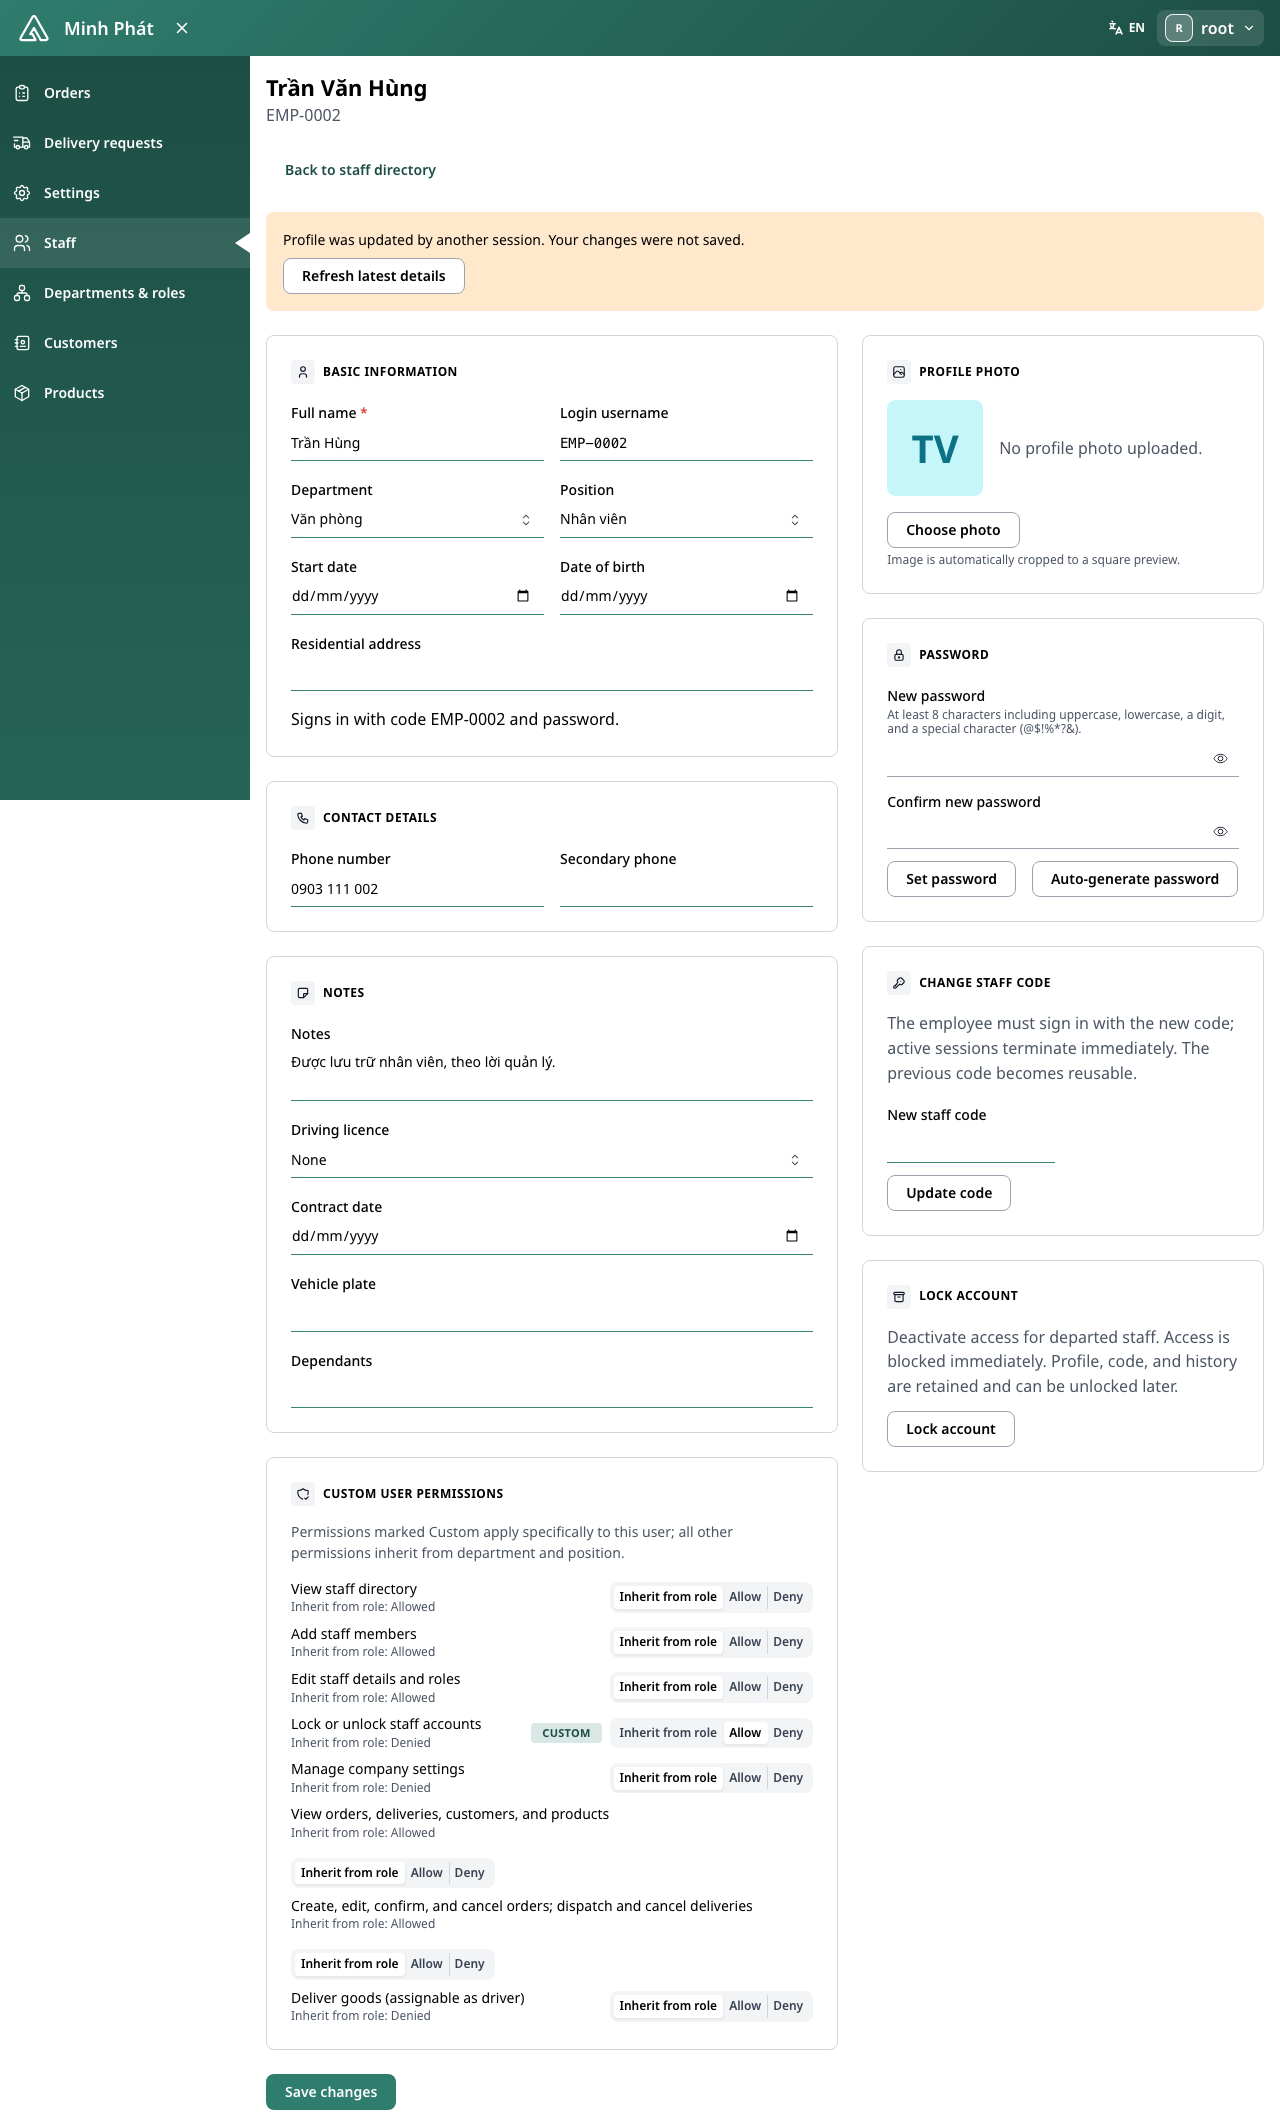 Minh Phát
EN
R
root
Orders
Delivery requests
Settings
Staff
Departments & roles
Customers
Products
Trần Văn Hùng
EMP-0002
Back to staff directory
Profile was updated by another session. Your changes were not saved.
Refresh latest details
BASIC INFORMATION
Full name *
Login username
Trần Hùng
EMP-0002
Department
Position
Văn phòng
Nhân viên
Start date
Date of birth
dd/mm/yyyy
dd/mm/yyyy
Residential address
Signs in with code EMP-0002 and password.
CONTACT DETAILS
Phone number
Secondary phone
0903 111 002
NOTES
Notes
Được lưu trữ nhân viên, theo lời quản lý.
Driving licence
None
Contract date
dd/mm/yyyy
Vehicle plate
Dependants
CUSTOM USER PERMISSIONS
Permissions marked Custom apply specifically to this user; all other
permissions inherit from department and position.
View staff directory
Inherit from role: Allowed
Inherit from role Allow Deny
Add staff members
Inherit from role: Allowed
Inherit from role Allow Deny
Edit staff details and roles
Inherit from role: Allowed
Inherit from role Allow Deny
Lock or unlock staff accounts
Inherit from role: Denied
CUSTOM
Inherit from role Allow Deny
Manage company settings
Inherit from role: Denied
Inherit from role Allow Deny
View orders, deliveries, customers, and products
Inherit from role: Allowed
Inherit from role Allow Deny
Create, edit, confirm, and cancel orders; dispatch and cancel deliveries
Inherit from role: Allowed
Inherit from role Allow Deny
Deliver goods (assignable as driver)
Inherit from role: Denied
Inherit from role Allow Deny
Save changes
PROFILE PHOTO
TV
No profile photo uploaded.
Choose photo
Image is automatically cropped to a square preview.
PASSWORD
New password
At least 8 characters including uppercase, lowercase, a digit,
and a special character (@$!%*?&).
Confirm new password
Set password
Auto-generate password
CHANGE STAFF CODE
The employee must sign in with the new code;
active sessions terminate immediately. The
previous code becomes reusable.
New staff code
Update code
LOCK ACCOUNT
Deactivate access for departed staff. Access is
blocked immediately. Profile, code, and history
are retained and can be unlocked later.
Lock account